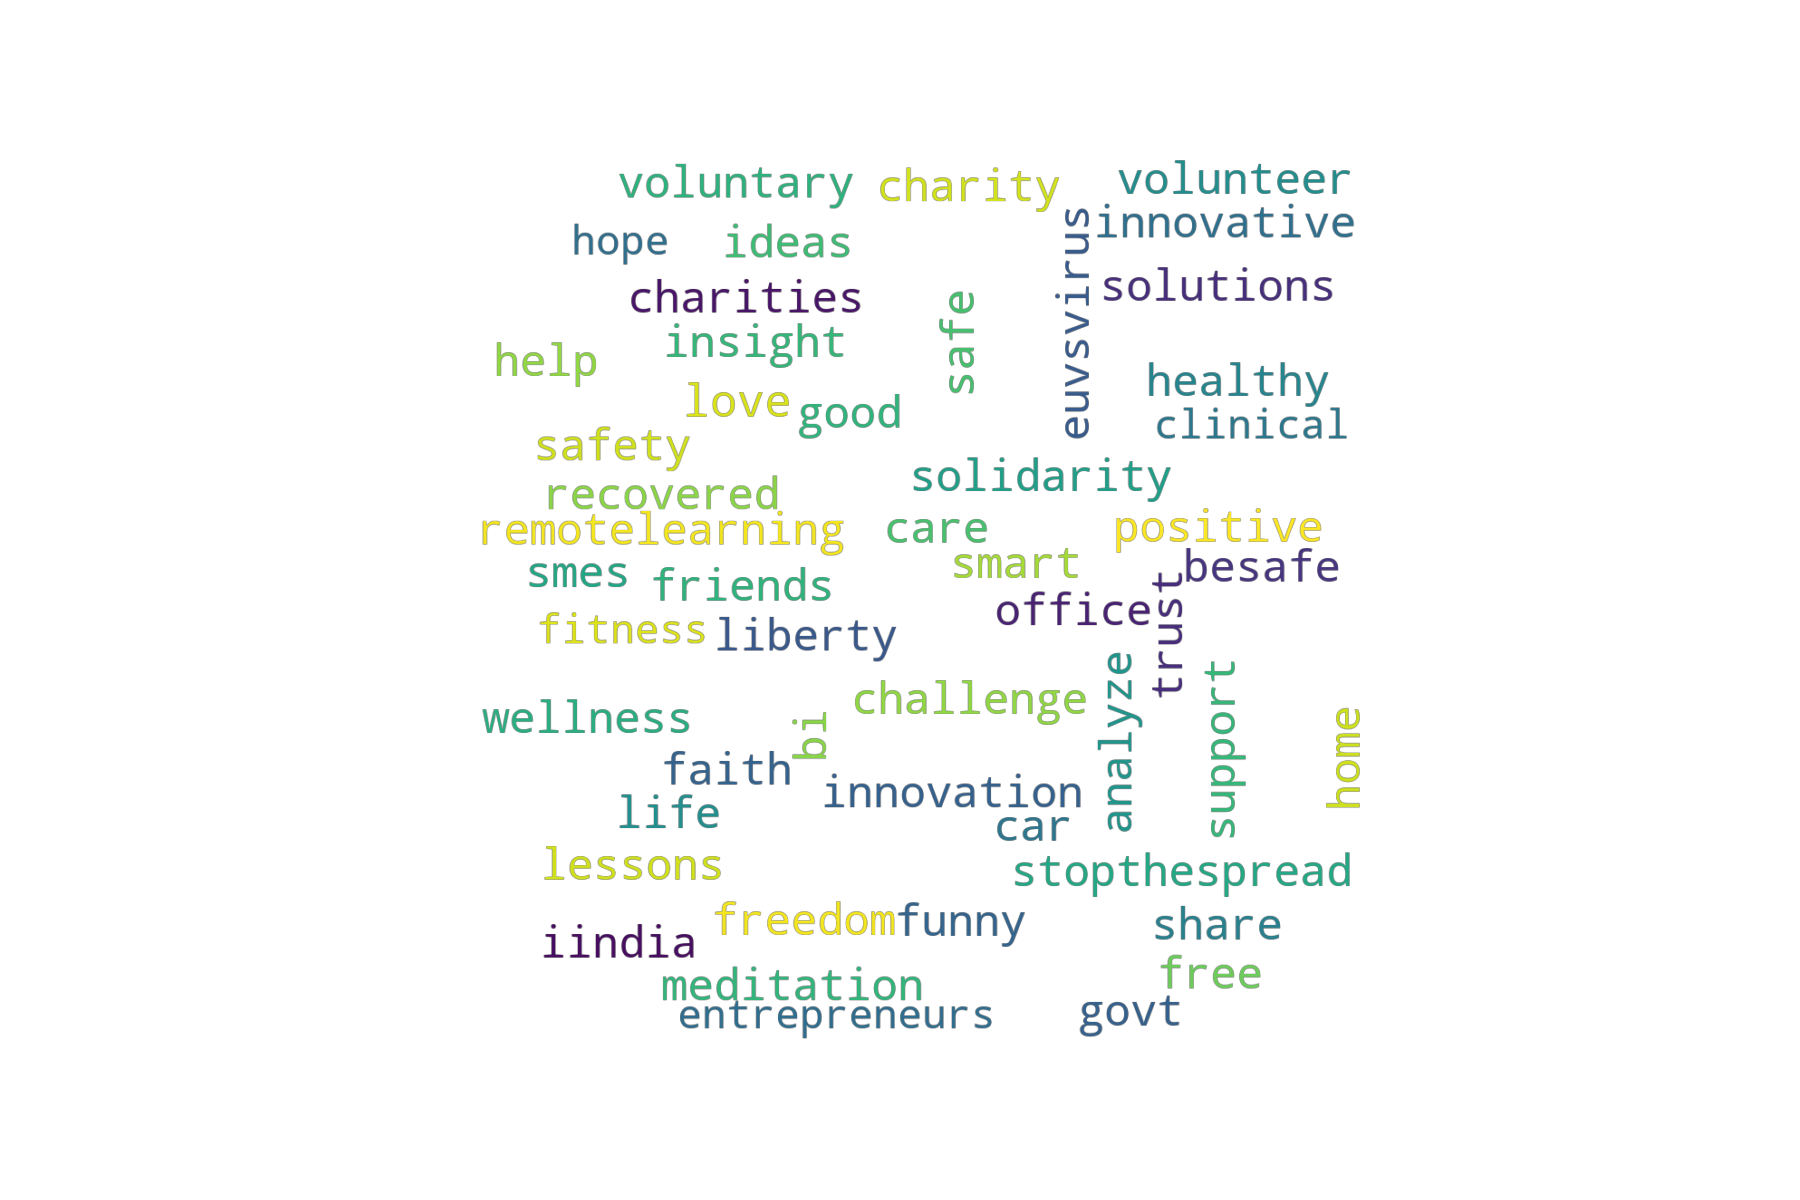 voluntary
charity
volunteer
innovative
hope
ideas
charities
solutions
safe
euvsvirus
insight
help
healthy
love
good
clinical
safety
solidarity
recovered
remotelearning
care
positive
smart
besafe
smes
friends
office
trust
fitness
liberty
challenge
analyze
support
wellness
bi
home
faith
innovation
life
car
lessons
stopthespread
freedom
funny
share
iindia
free
meditation
entrepreneurs
govt